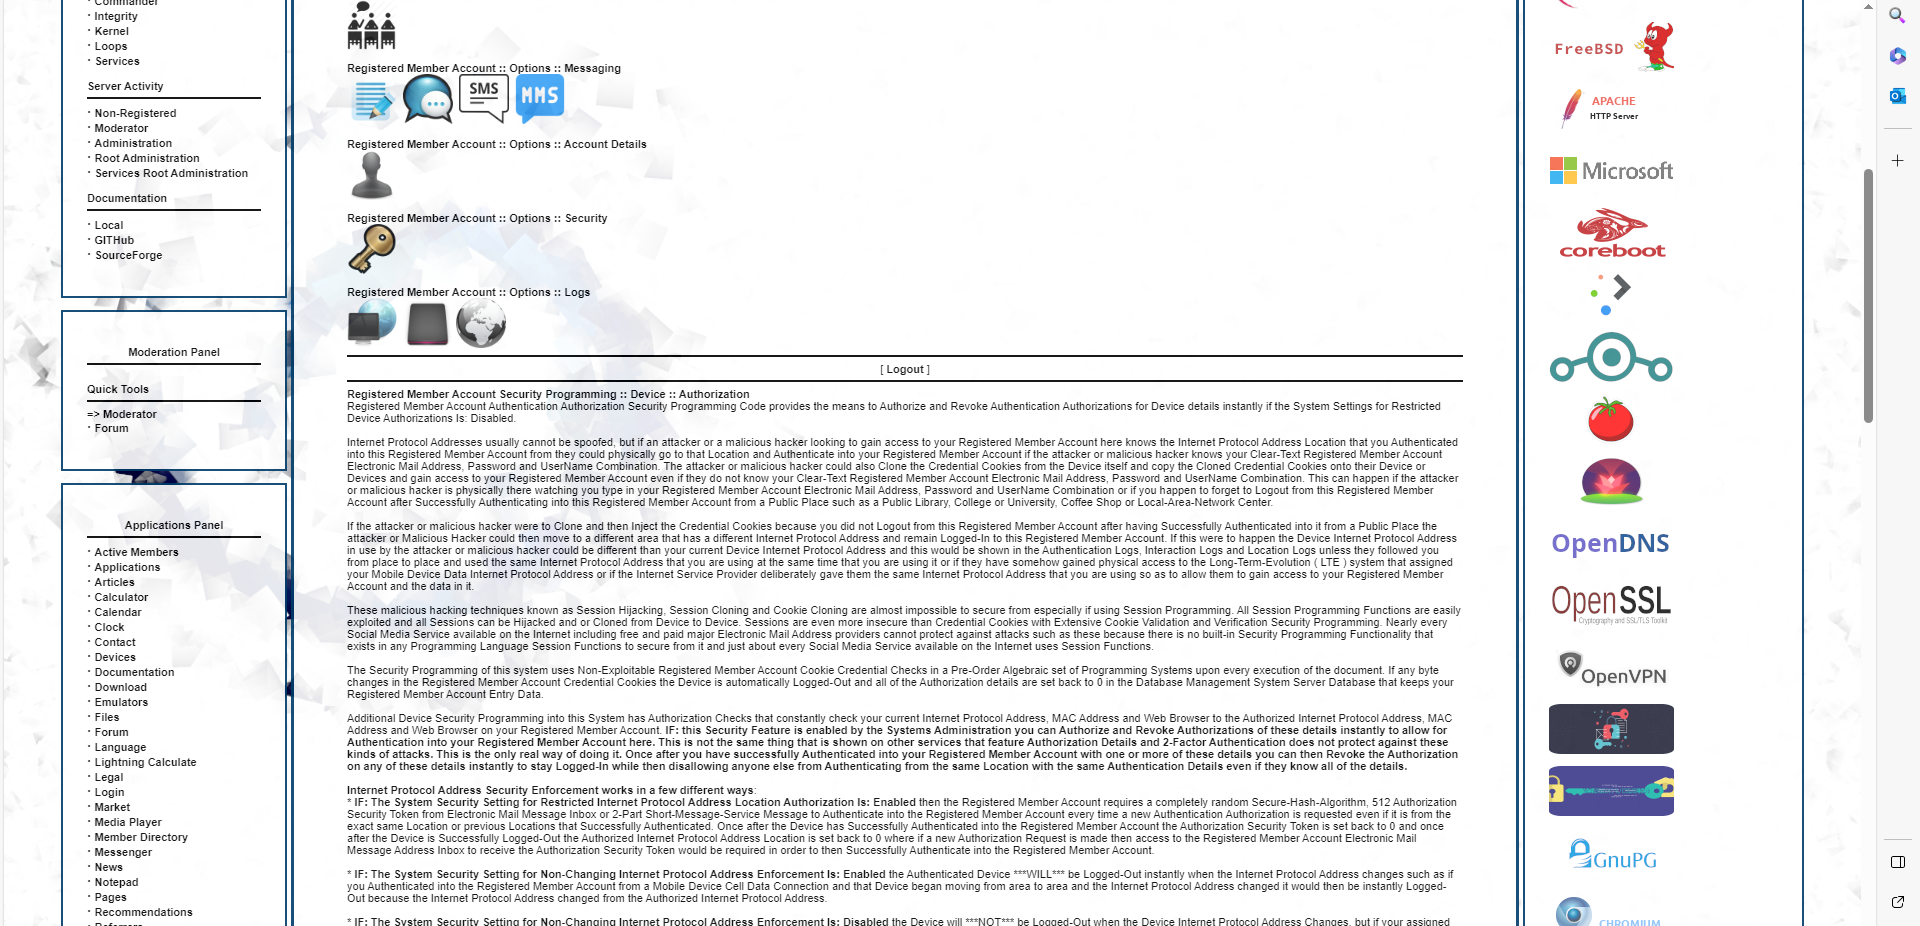 Commander
· Integrity
· Kernel
· Loops
· Services
Server Activity
· Non-Registered
· Moderator
· Administration
· Root Administration
· Services Root Administration
Documentation
· Local
· GITHub
· SourceForge
Moderation Panel
Quick Tools
=> Moderator
· Forum
Applications Panel
· Active Members
· Applications
· Articles
· Calculator
· Calendar
· Clock
· Contact
· Devices
· Documentation
· Download
· Emulators
· Files
· Forum
· Language
· Lightning Calculate
· Legal
· Login
· Market
· Media Player
· Member Directory
· Messenger
· News
· Notepad
· Pages
· Recommendations
Registered Member Account :: Options :: Messaging
SMS
MMS
Registered Member Account :: Options :: Account Details
Registered Member Account :: Options :: Security
Registered Member Account :: Options :: Logs
[ Logout ]
Registered Member Account Security Programming :: Device :: Authorization
Registered Member Account Authentication Authorization Security Programming Code provides the means to Authorize and Revoke Authentication Authorizations for Device details instantly if the System Settings for Restricted
Device Authorizations Is: Disabled.
Internet Protocol Addresses usually cannot be spoofed, but if an attacker or a malicious hacker looking to gain access to your Registered Member Account here knows the Internet Protocol Address Location that you Authenticated
into this Registered Member Account from they could physically go to that Location and Authenticate into your Registered Member Account if the attacker or malicious hacker knows your Clear-Text Registered Member Account
Electronic Mail Address, Password and UserName Combination. The attacker or malicious hacker could also Clone the Credential Cookies from the Device itself and copy the Cloned Credential Cookies onto their Device or
Devices and gain access to your Registered Member Account even if they do not know your Clear-Text Registered Member Account Electronic Mail Address, Password and UserName Combination. This can happen if the attacker
or malicious hacker is physically there watching you type in your Registered Member Account Electronic Mail Address, Password and UserName Combination or if you happen to forget to Logout from this Registered Member
Account after Successfully Authenticating into this Registered Member Account from a Public Place such as a Public Library, College or University, Coffee Shop or Local-Area-Network Center.
If the attacker or malicious hacker were to Clone and then Inject the Credential Cookies because you did not Logout from this Registered Member Account after having Successfully Authenticated into it from a Public Place the
attacker or Malicious Hacker could then move to a different area that has a different Internet Protocol Address and remain Logged-In to this Registered Member Account. If this were to happen the Device Internet Protocol Address
in use by the attacker or malicious hacker could be different than your current Device Internet Protocol Address and this would be shown in the Authentication Logs, Interaction Logs and Location Logs unless they followed you
from place to place and used the same Internet Protocol Address that you are using at the same time that you are using it or if they have somehow gained physical access to the Long-Term-Evolution ( LTE ) system that assigned
your Mobile Device Data Internet Protocol Address or if the Internet Service Provider deliberately gave them the same Internet Protocol Address that you are using so as to allow them to gain access to your Registered Member
Account and the data in it.
These malicious hacking techniques known as Session Hijacking, Session Cloning and Cookie Cloning are almost impossible to secure from especially if using Session Programming. All Session Programming Functions are easily
exploited and all Sessions can be Hijacked and or Cloned from Device to Device. Sessions are even more insecure than Credential Cookies with Extensive Cookie Validation and Verification Security Programming. Nearly every
Social Media Service available on the Internet including free and paid major Electronic Mail Address providers cannot protect against attacks such as these because there is no built-in Security Programming Functionality that
exists in any Programming Language Session Functions to secure from it and just about every Social Media Service available on the Internet uses Session Functions.
The Security Programming of this system uses Non-Exploitable Registered Member Account Cookie Credential Checks in a Pre-Order Algebraic set of Programming Systems upon every execution of the document. If any byte
changes in the Registered Member Account Credential Cookies the Device is automatically Logged-Out and all of the Authorization details are set back to 0 in the Database Management System Server Database that keeps your
Registered Member Account Entry Data.
Additional Device Security Programming into this System has Authorization Checks that constantly check your current Internet Protocol Address, MAC Address and Web Browser to the Authorized Internet Protocol Address, MAC
Address and Web Browser on your Registered Member Account. IF: this Security Feature is enabled by the Systems Administration you can Authorize and Revoke Authorizations of these details instantly to allow for
Authentication into your Registered Member Account here. This is not the same thing that is shown on other services that feature Authorization Details and 2-Factor Authentication does not protect against these
kinds of attacks. This is the only real way of doing it. Once after you have successfully Authenticated into your Registered Member Account with one or more of these details you can then Revoke the Authorization
on any of these details instantly to stay Logged-In while then disallowing anyone else from Authenticating from the same Location with the same Authentication Details even if they know all of the details.
Internet Protocol Address Security Enforcement works in a few different ways:
* IF: The System Security Setting for Restricted Internet Protocol Address Location Authorization Is: Enabled then the Registered Member Account requires a completely random Secure-Hash-Algorithm, 512 Authorization
Security Token from Electronic Mail Message Inbox or 2-Part Short-Message-Service Message to Authenticate into the Registered Member Account every time a new Authentication Authorization is requested even if it is from the
exact same Location or previous Locations that Successfully Authenticated. Once after the Device has Successfully Authenticated into the Registered Member Account the Authorization Security Token is set back to 0 and once
after the Device is Successfully Logged-Out the Authorized Internet Protocol Address Location is set back to 0 where if a new Authorization Request is made then access to the Registered Member Account Electronic Mail
Message Address Inbox to receive the Authorization Security Token would be required in order to then Successfully Authenticate into the Registered Member Account.
* IF: The System Security Setting for Non-Changing Internet Protocol Address Enforcement Is: Enabled the Authenticated Device ***WILL*** be Logged-Out instantly when the Internet Protocol Address changes such as if
you Authenticated into the Registered Member Account from a Mobile Device Cell Data Connection and that Device began moving from area to area and the Internet Protocol Address changed it would then be instantly Logged-
Out because the Internet Protocol Address changed from the Authorized Internet Protocol Address.
* IF: The System Security Setting for Non-Changing Internet Protocol Address Enforcement Is: Disabled the Device will ***NOT*** be Logged-Out when the Device Internet Protocol Address Changes, but if your assigned
FreeBSD
APACHE
HTTP Server
Microsoft
coreboot
OpenDNS
OpenSSL
Cryptography and SSL/TLS Toolkit
OpenVPN
GnuPG
CHROMIUM